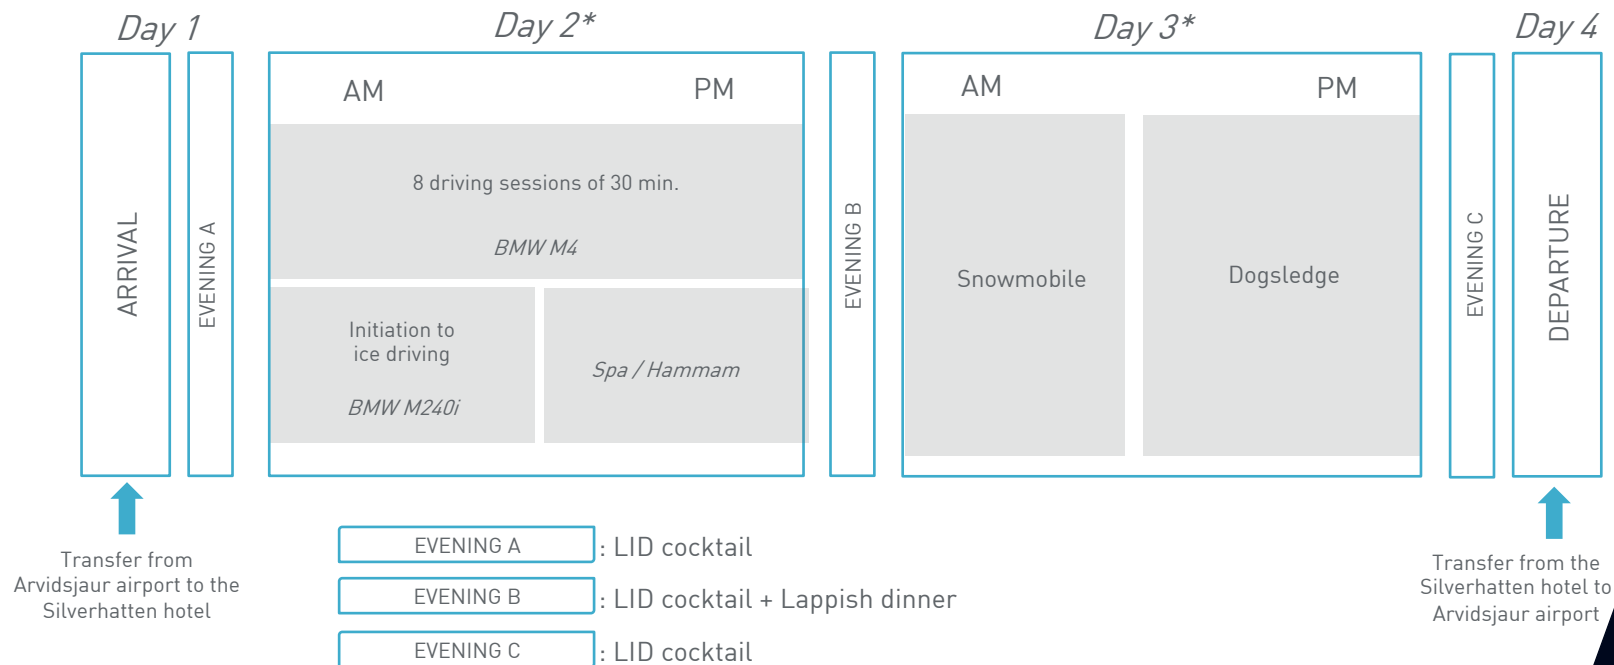 Day 1
Day 2*
Day 3*
Day 4
ARRIVAL
EVENING A
AM
PM
8 driving sessions of 30 min.
BMW M4
Initiation to
ice driving
BMW M240i
Spa / Hammam
EVENING B
AM
PM
Snowmobile
Dogsledge
EVENING C
DEPARTURE
Transfer from
Arvidsjaur airport to the
Silverhatten hotel
EVENING A : LID cocktail
EVENING B : LID cocktail + Lappish dinner
EVENING C : LID cocktail
Transfer from the
Silverhatten hotel to
Arvidsjaur airport